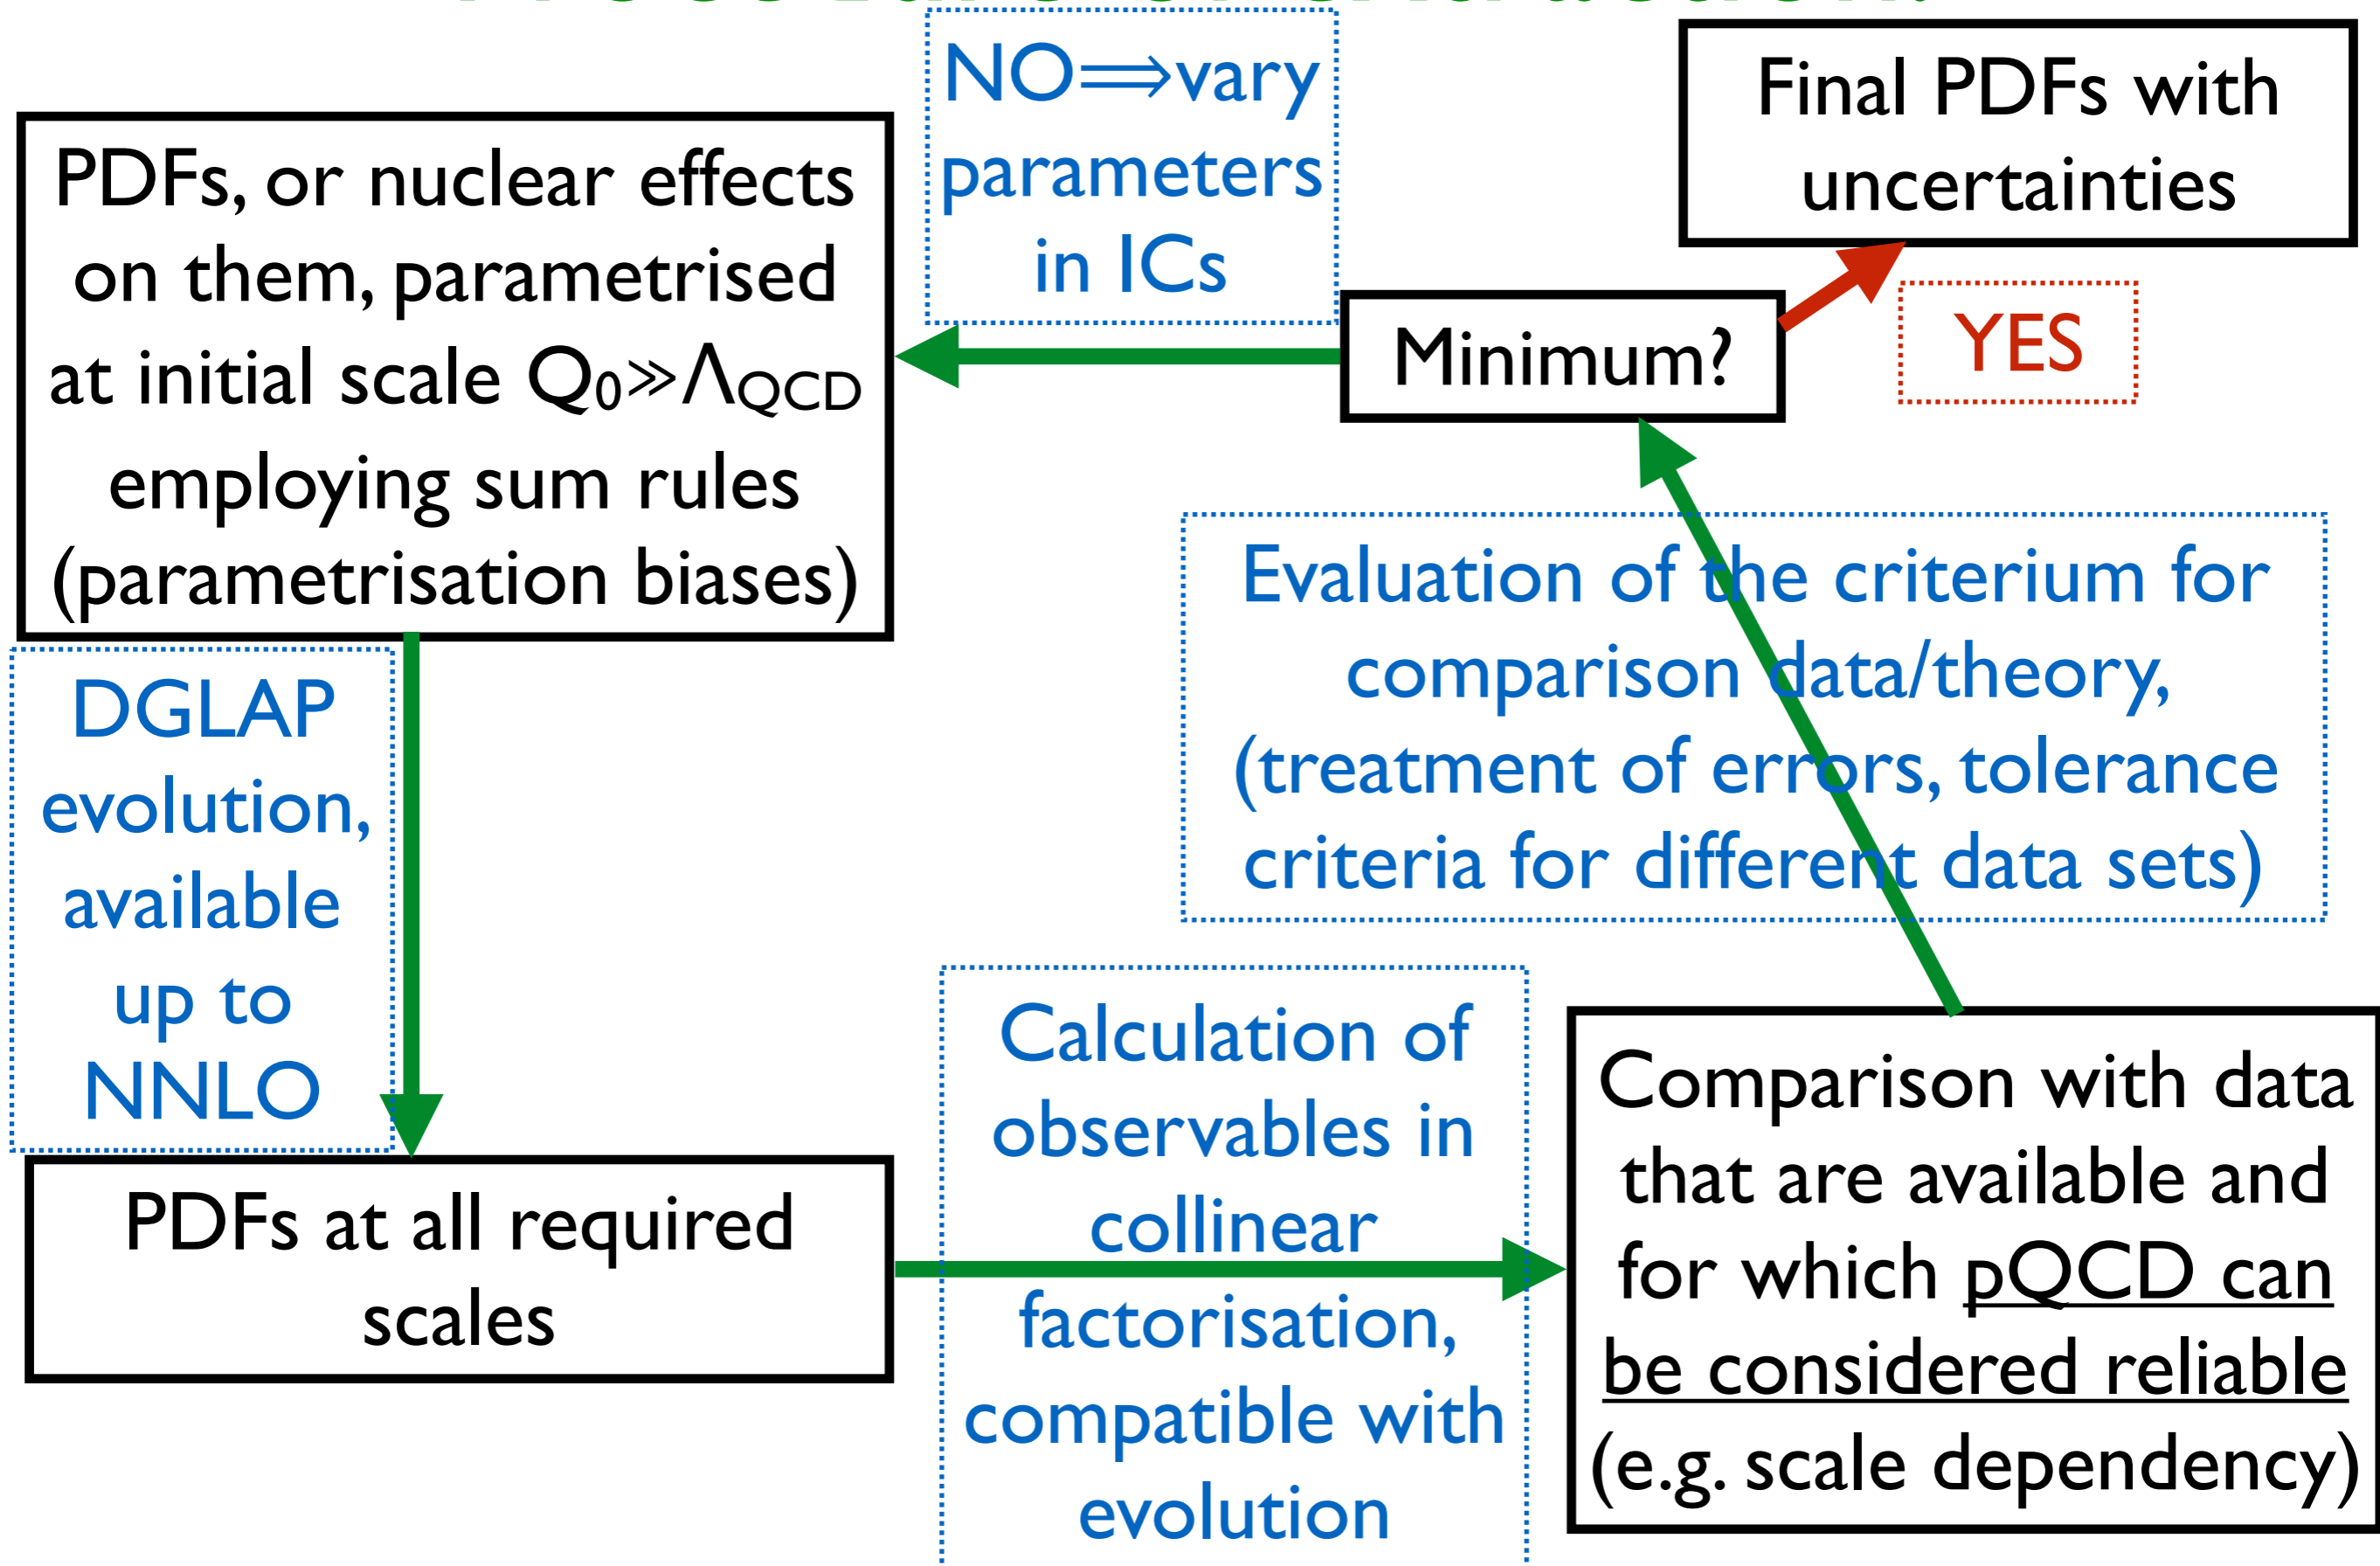 NO⟹vary
parameters
in ICs
Final PDFs with
uncertainties
PDFs, or nuclear effects
on them, parametrised
at initial scale Q₀≫Λ_QCD
employing sum rules
(parametrisation biases)
Minimum?
YES
Evaluation of the criterium for
comparison data/theory,
(treatment of errors, tolerance
criteria for different data sets)
DGLAP
evolution,
available
up to
NNLO
Calculation of
observables in
collinear
factorisation,
compatible with
evolution
Comparison with data
that are available and
for which pQCD can
be considered reliable
(e.g. scale dependency)
PDFs at all required
scales